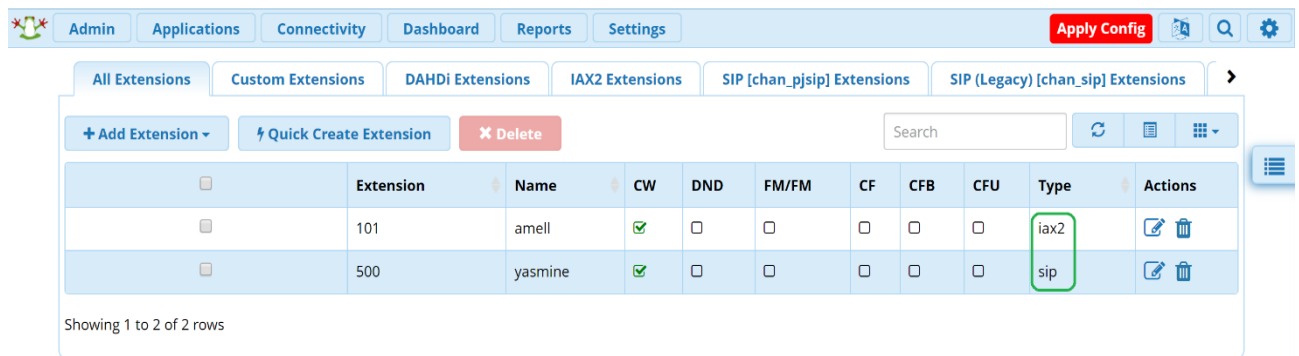 Admin Applications Connectivity Dashboard Reports Settings Apply Config
All Extensions Custom Extensions DAHDi Extensions IAX2 Extensions SIP [chan_pjsip] Extensions SIP (Legacy) [chan_sip] Extensions
+ Add Extension Quick Create Extension Delete Search
Extension Name CW DND FM/FM CF CFB CFU Type Actions
101 amell iax2
500 yasmine sip
Showing 1 to 2 of 2 rows